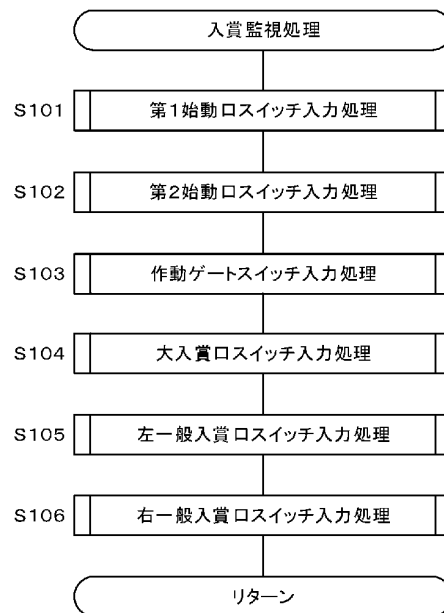 入賞監視処理
S101 第1始動口スイッチ入力処理
S102 第2始動口スイッチ入力処理
S103 作動ゲートスイッチ入力処理
S104 大入賞口スイッチ入力処理
S105 左一般入賞口スイッチ入力処理
S106 右一般入賞口スイッチ入力処理
リターン